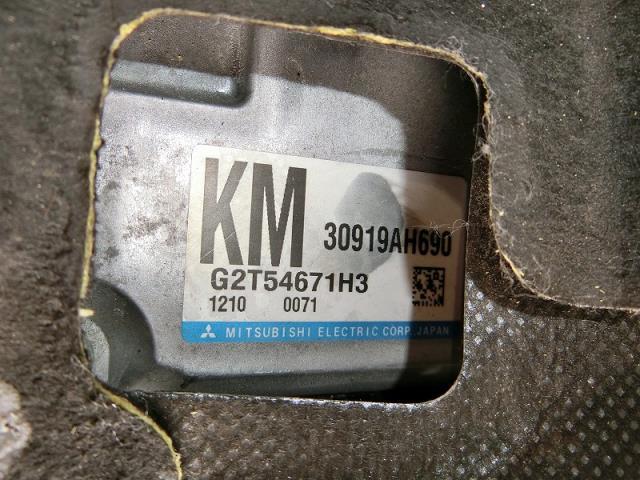 KM 30919AH690
G2T54671H3
1210 0071
MITSUBISHI ELECTRIC CORP. JAPAN